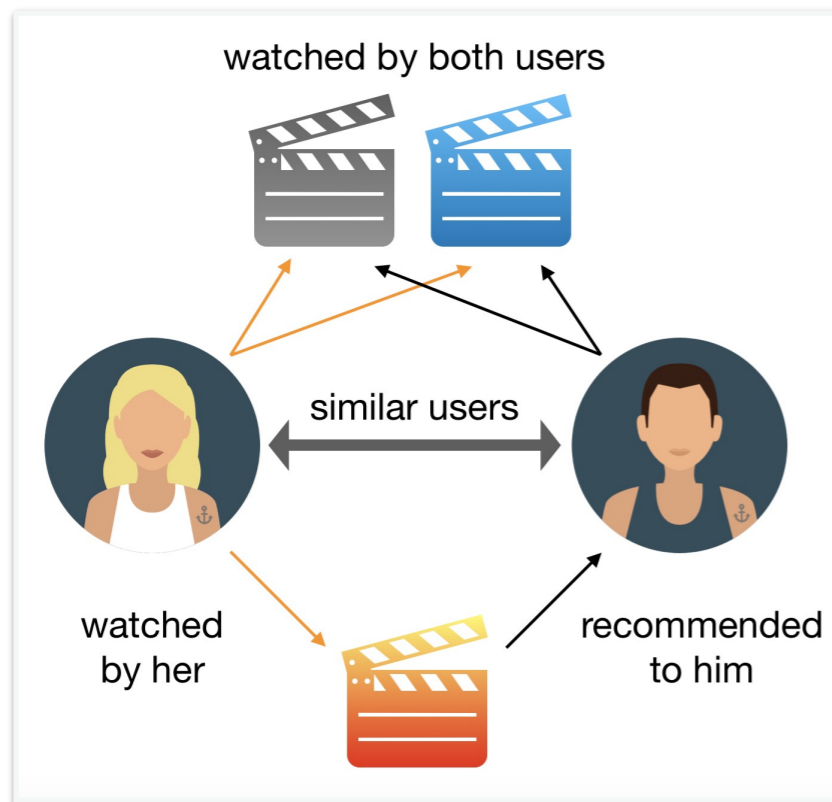 watched by both users
similar users
watched
by her
recommended
to him